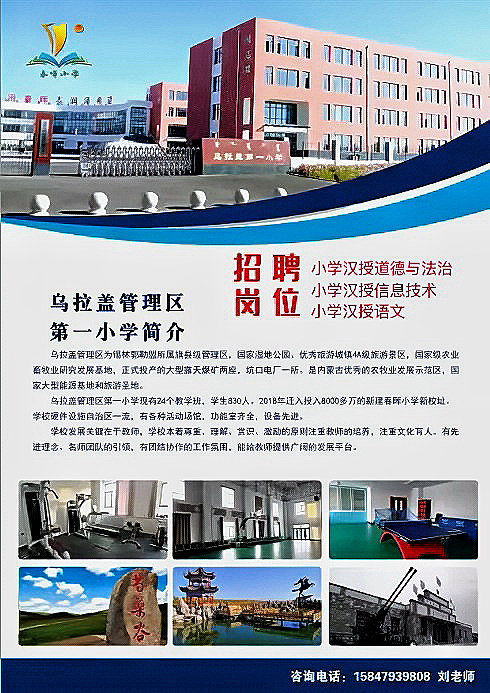 春晖小学
乌拉盖第一小学
招聘
岗位
小学汉授道德与法治
小学汉授信息技术
小学汉授语文
乌拉盖管理区
第一小学简介
乌拉盖管理区为锡林郭勒盟所属旗县级管理区，国家湿地公园、优秀旅游城镇4A级旅游景区，国家级农业
畜牧业研究发展基地，正式投产的大型露天煤矿两座，坑口电厂一所。是内蒙古优秀的农牧业发展示范区，国
家大型能源基地和旅游圣地。
乌拉盖管理区第一小学现有24个教学班，学生830人。2018年迁入投入8000多万的新建春晖小学新校址。
学校硬件设施自治区一流，有各种活动场馆，功能室齐全，设备先进。
学校发展关键在于教师，学校本着尊重、理解、赏识、激励的原则注重教师的培养，注重文化育人。有先
进理念、名师团队的引领，有团结协作的工作氛围，能给教师提供广阔的发展平台。
咨询电话：15847939808 刘老师